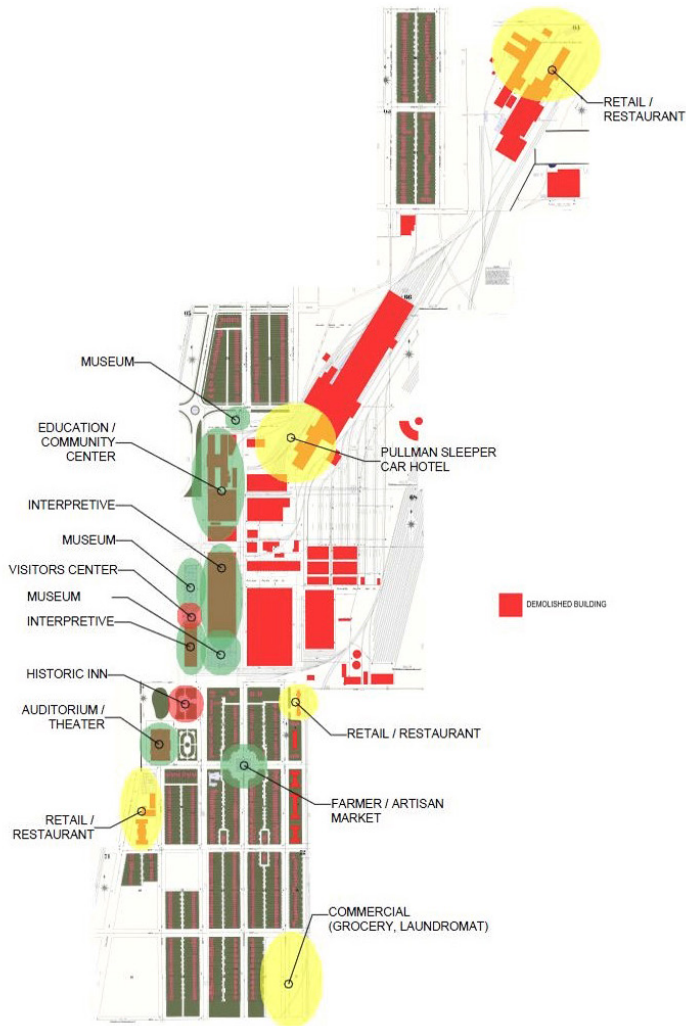 RETAIL /
RESTAURANT
MUSEUM
EDUCATION /
COMMUNITY
CENTER
PULLMAN SLEEPER
CAR HOTEL
INTERPRETIVE
MUSEUM
VISITORS CENTER
MUSEUM
INTERPRETIVE
DEMOLISHED BUILDING
HISTORIC INN
AUDITORIUM /
THEATER
RETAIL / RESTAURANT
FARMER / ARTISAN
MARKET
RETAIL /
RESTAURANT
COMMERCIAL
(GROCERY, LAUNDROMAT)